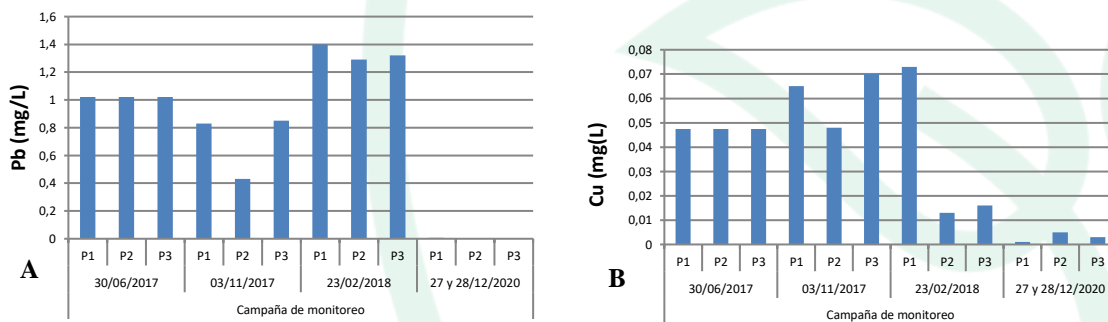 Pb (mg/L)
1,6
1,4
1,2
1
0,8
0,6
0,4
0,2
0
P1 P2 P3 P1 P2 P3 P1 P2 P3 P1 P2 P3
30/06/2017 03/11/2017 23/02/2018 27 y 28/12/2020
Campaña de monitoreo
A
Cu (mg(L)
0,08
0,07
0,06
0,05
0,04
0,03
0,02
0,01
0
P1 P2 P3 P1 P2 P3 P1 P2 P3 P1 P2 P3
30/06/2017 03/11/2017 23/02/2018 27 y 28/12/2020
Campaña de monitoreo
B